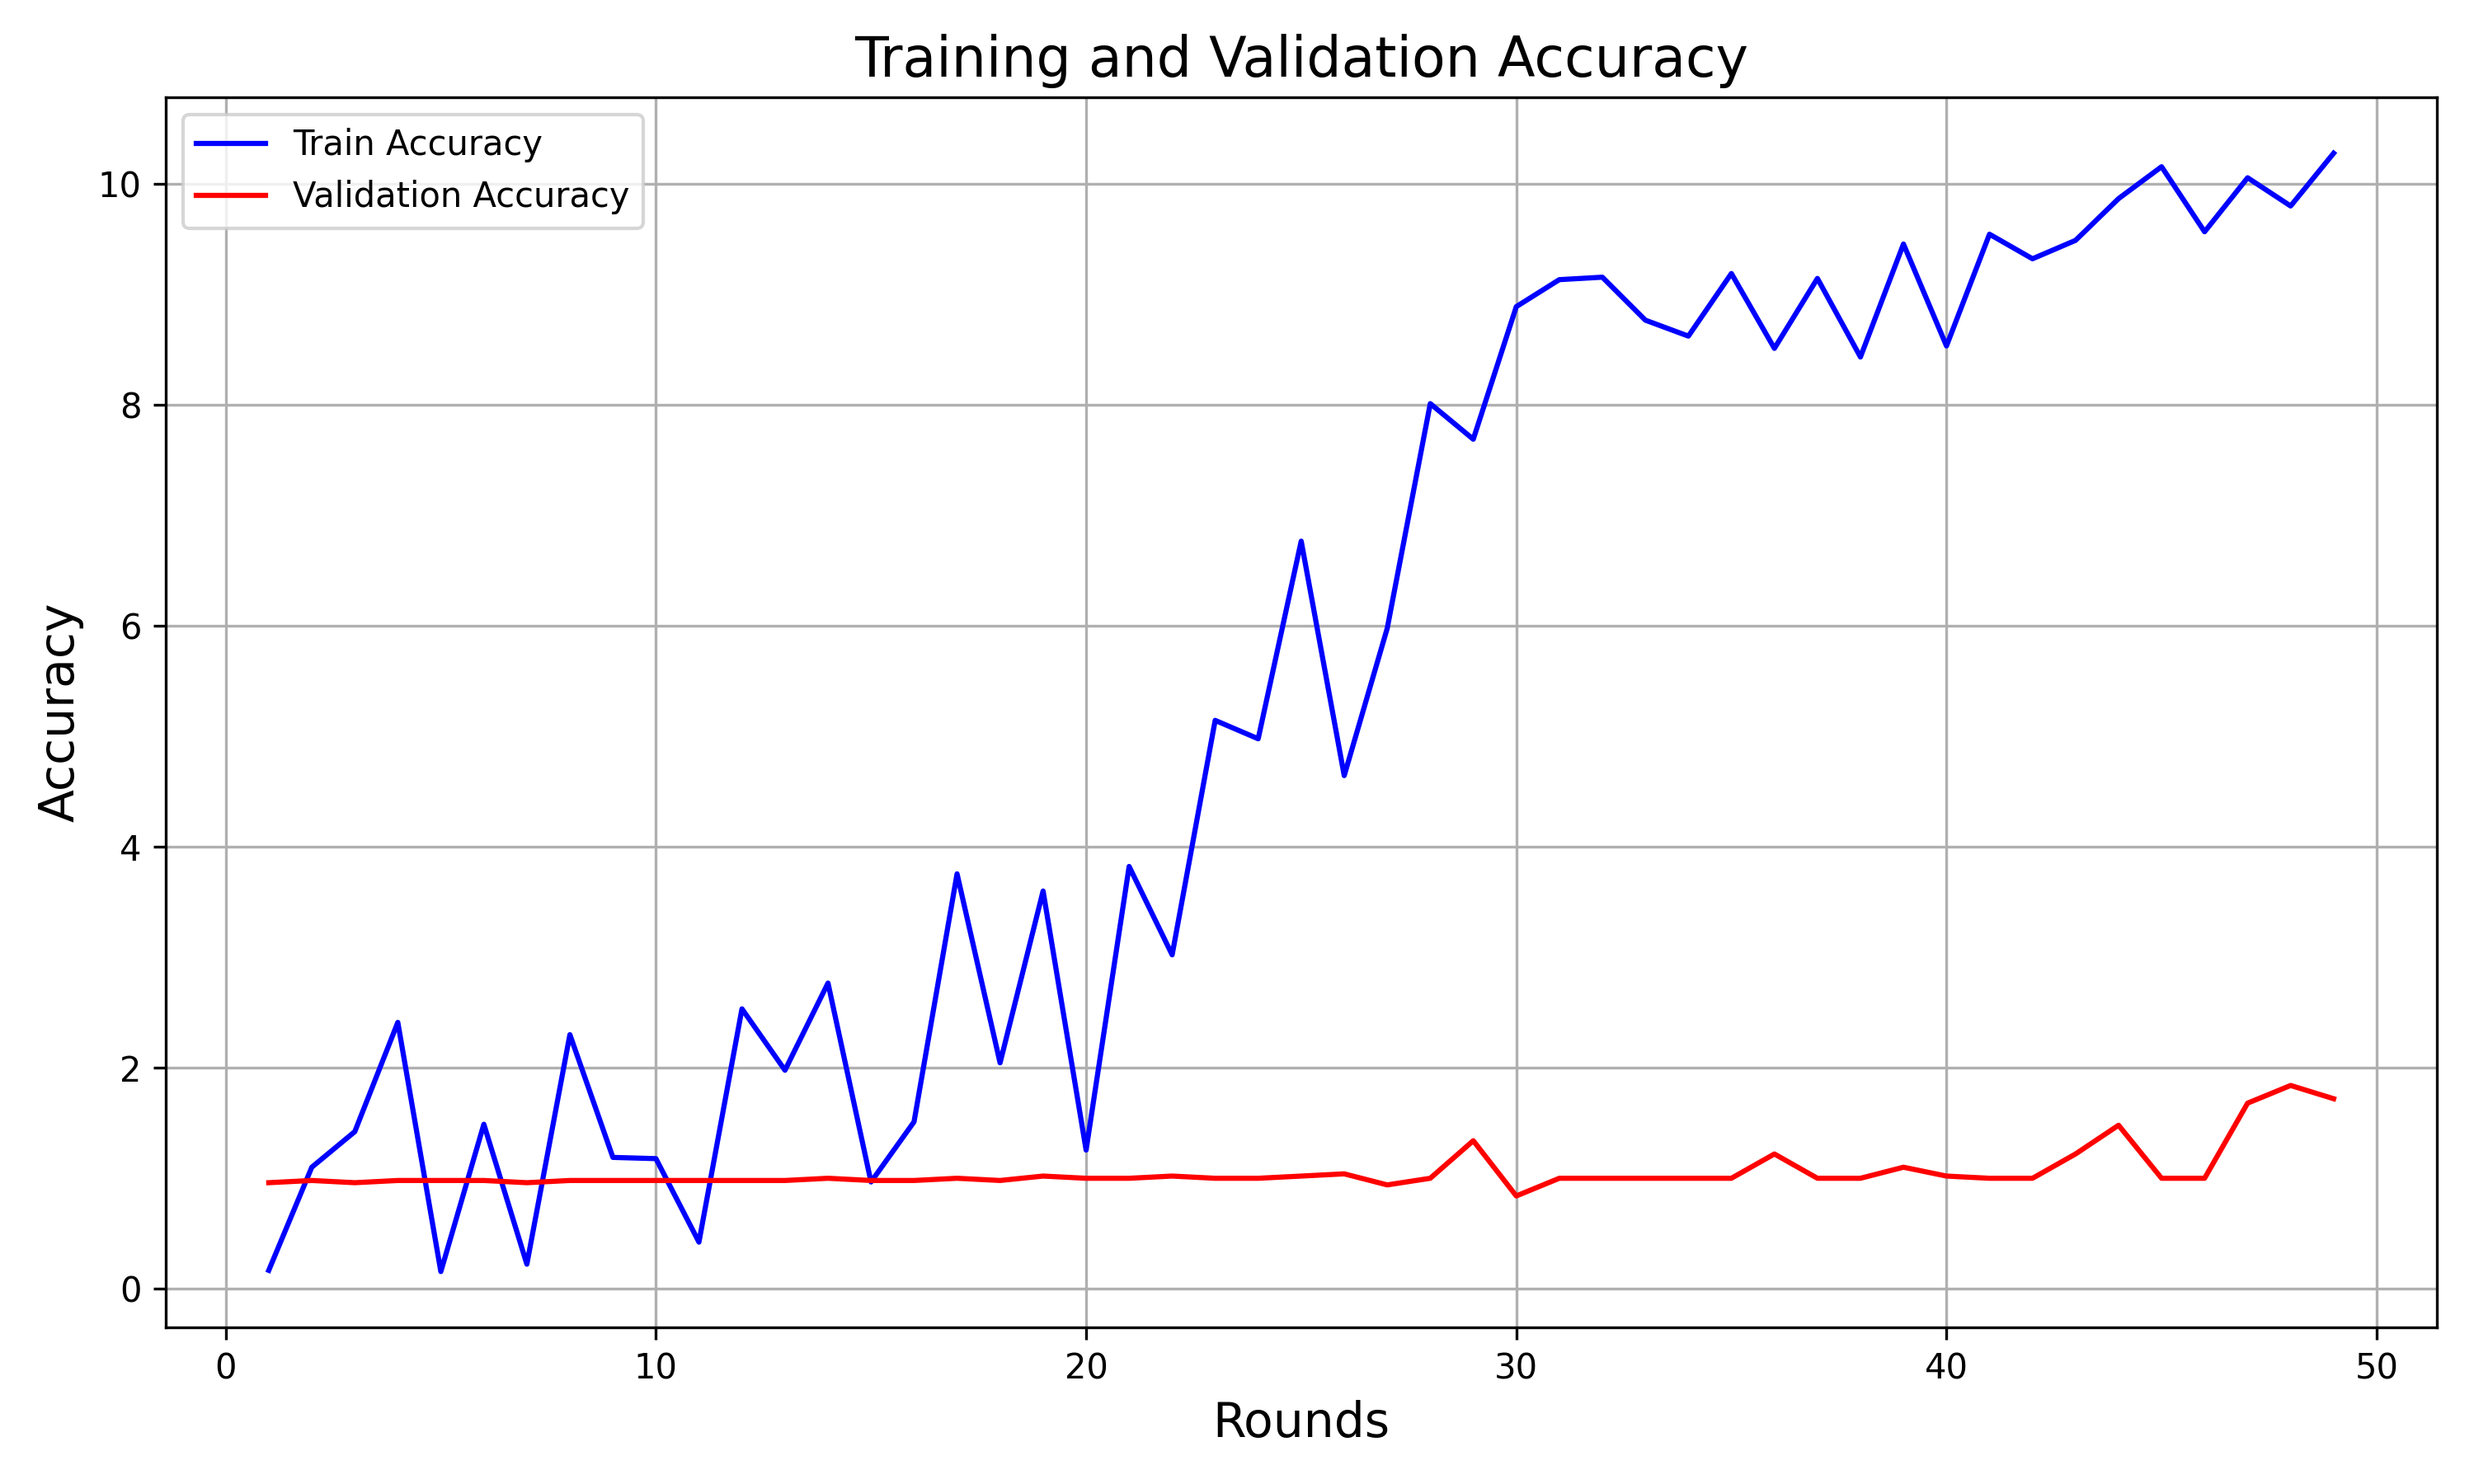 Training and Validation Accuracy
Train Accuracy
Validation Accuracy
Accuracy
10
8
6
4
2
0
0 10 20 30 40 50
Rounds